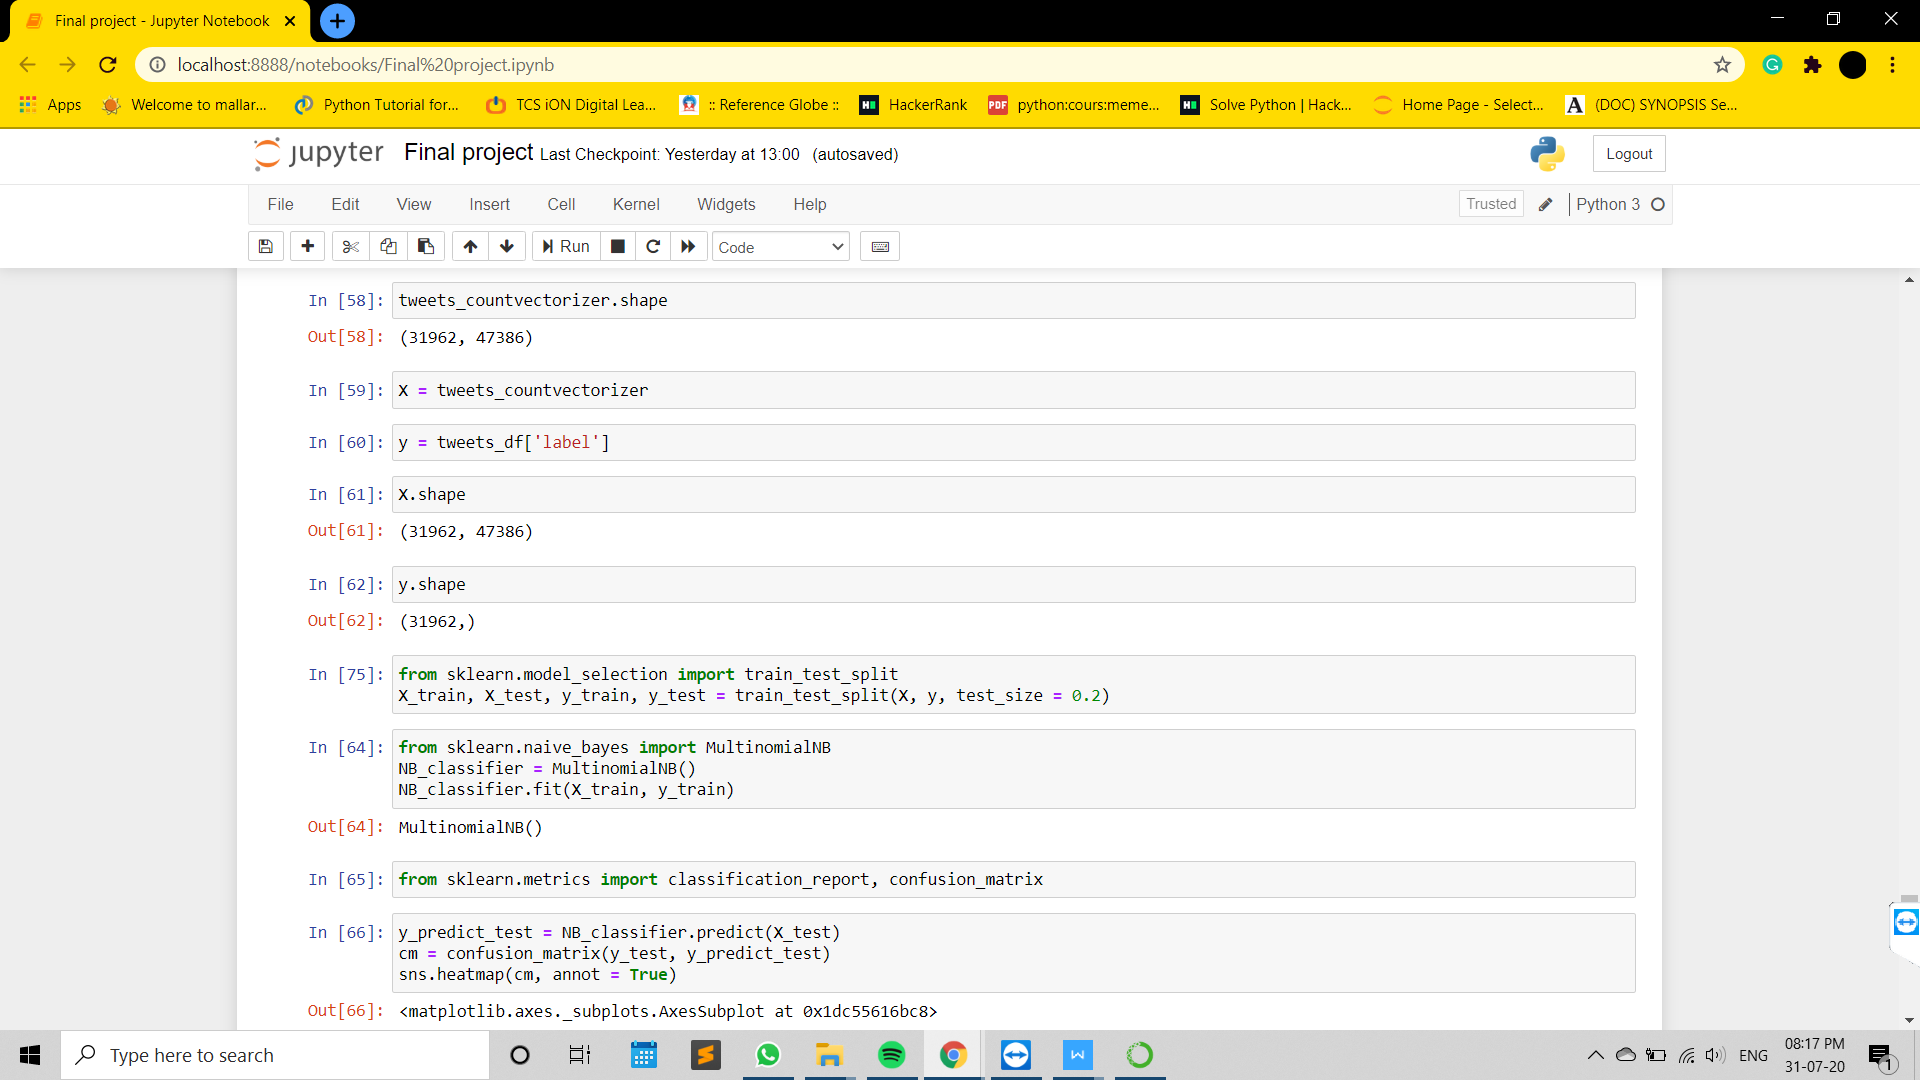 Final project - Jupyter Notebook
localhost:8888/notebooks/Final%20project.ipynb
Apps Welcome to mallar... Python Tutorial for... TCS iON Digital Lea... :: Reference Globe :: HackerRank python:cours:meme... Solve Python | Hack... Home Page - Select... (DOC) SYNOPSIS Se...
jupyter Final project Last Checkpoint: Yesterday at 13:00 (autosaved) Logout
File Edit View Insert Cell Kernel Widgets Help Trusted Python 3
Run Code
In [58]: tweets_countvectorizer.shape
Out[58]: (31962, 47386)
In [59]: X = tweets_countvectorizer
In [60]: y = tweets_df['label']
In [61]: X.shape
Out[61]: (31962, 47386)
In [62]: y.shape
Out[62]: (31962,)
In [75]: from sklearn.model_selection import train_test_split
X_train, X_test, y_train, y_test = train_test_split(X, y, test_size = 0.2)
In [64]: from sklearn.naive_bayes import MultinomialNB
NB_classifier = MultinomialNB()
NB_classifier.fit(X_train, y_train)
Out[64]: MultinomialNB()
In [65]: from sklearn.metrics import classification_report, confusion_matrix
In [66]: y_predict_test = NB_classifier.predict(X_test)
cm = confusion_matrix(y_test, y_predict_test)
sns.heatmap(cm, annot = True)
Out[66]: <matplotlib.axes._subplots.AxesSubplot at 0x1dc55616bc8>
Type here to search
ENG
08:17 PM
31-07-20
1